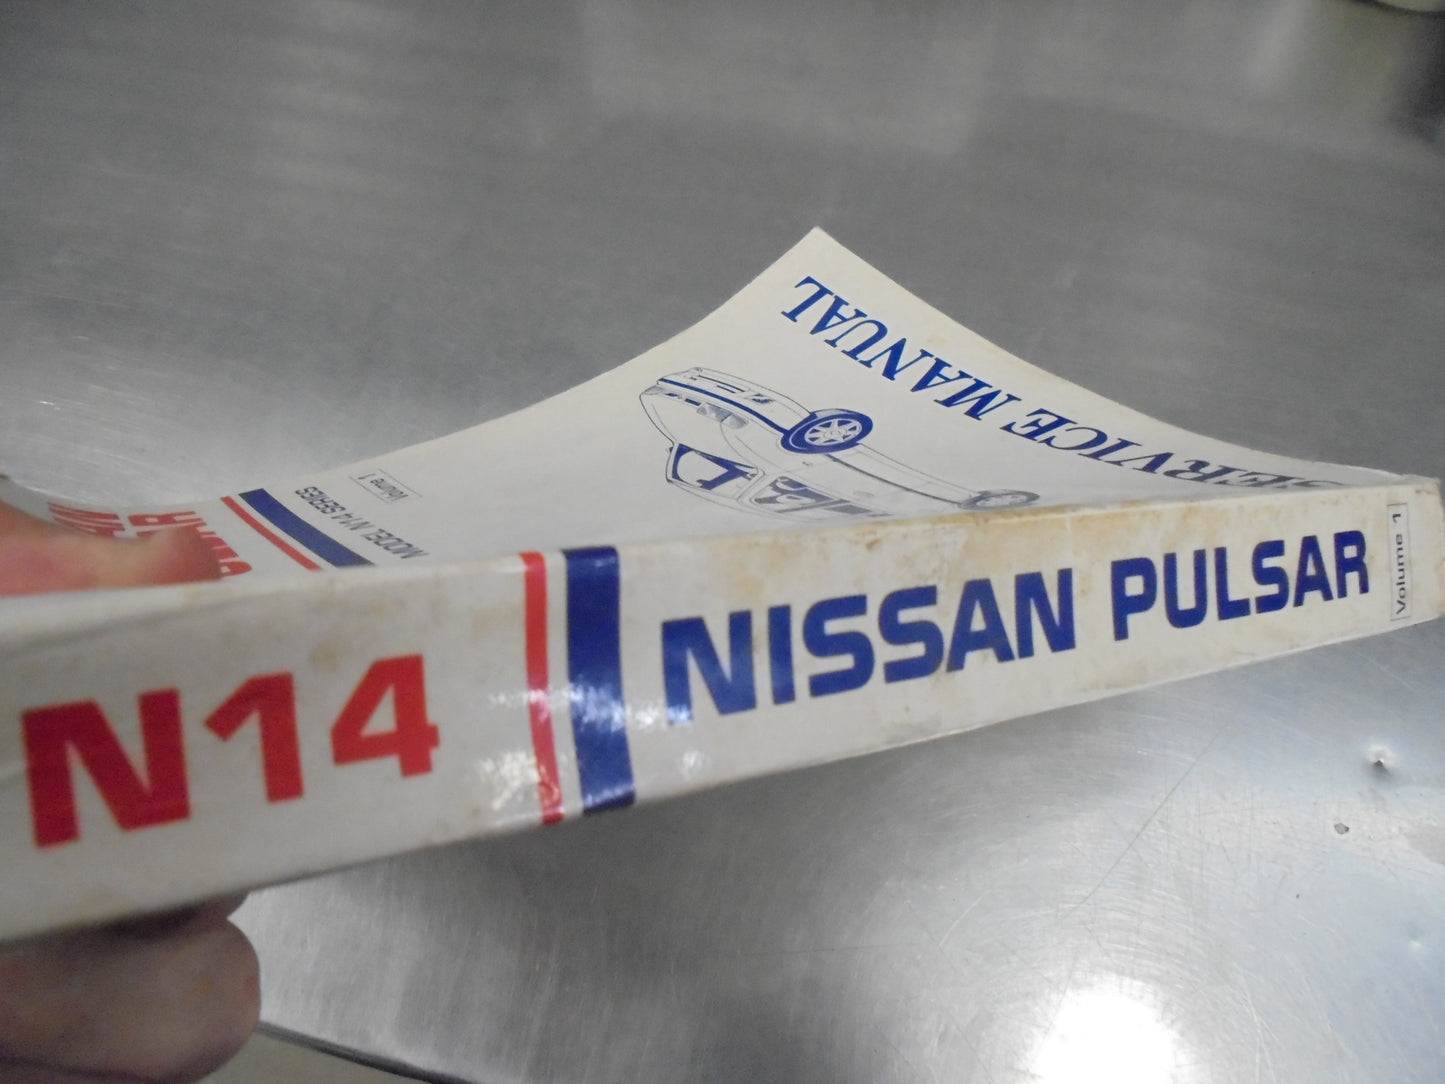 SERVICE MANUAL
Volume 1
MODEL N14 SERIES
N14 NISSAN PULSAR Volume 1